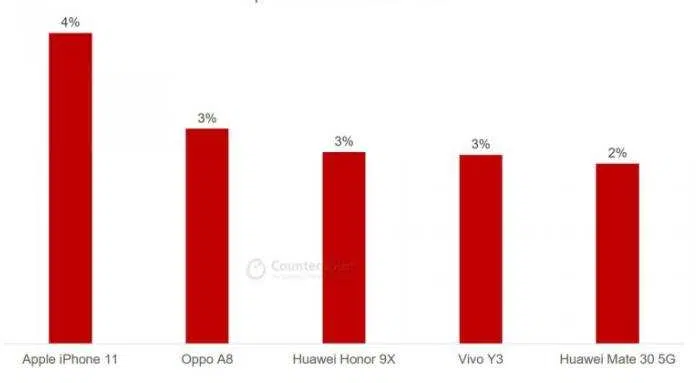 4%
3%
3%
3%
2%
Apple iPhone 11
Oppo A8
Huawei Honor 9X
Vivo Y3
Huawei Mate 30 5G